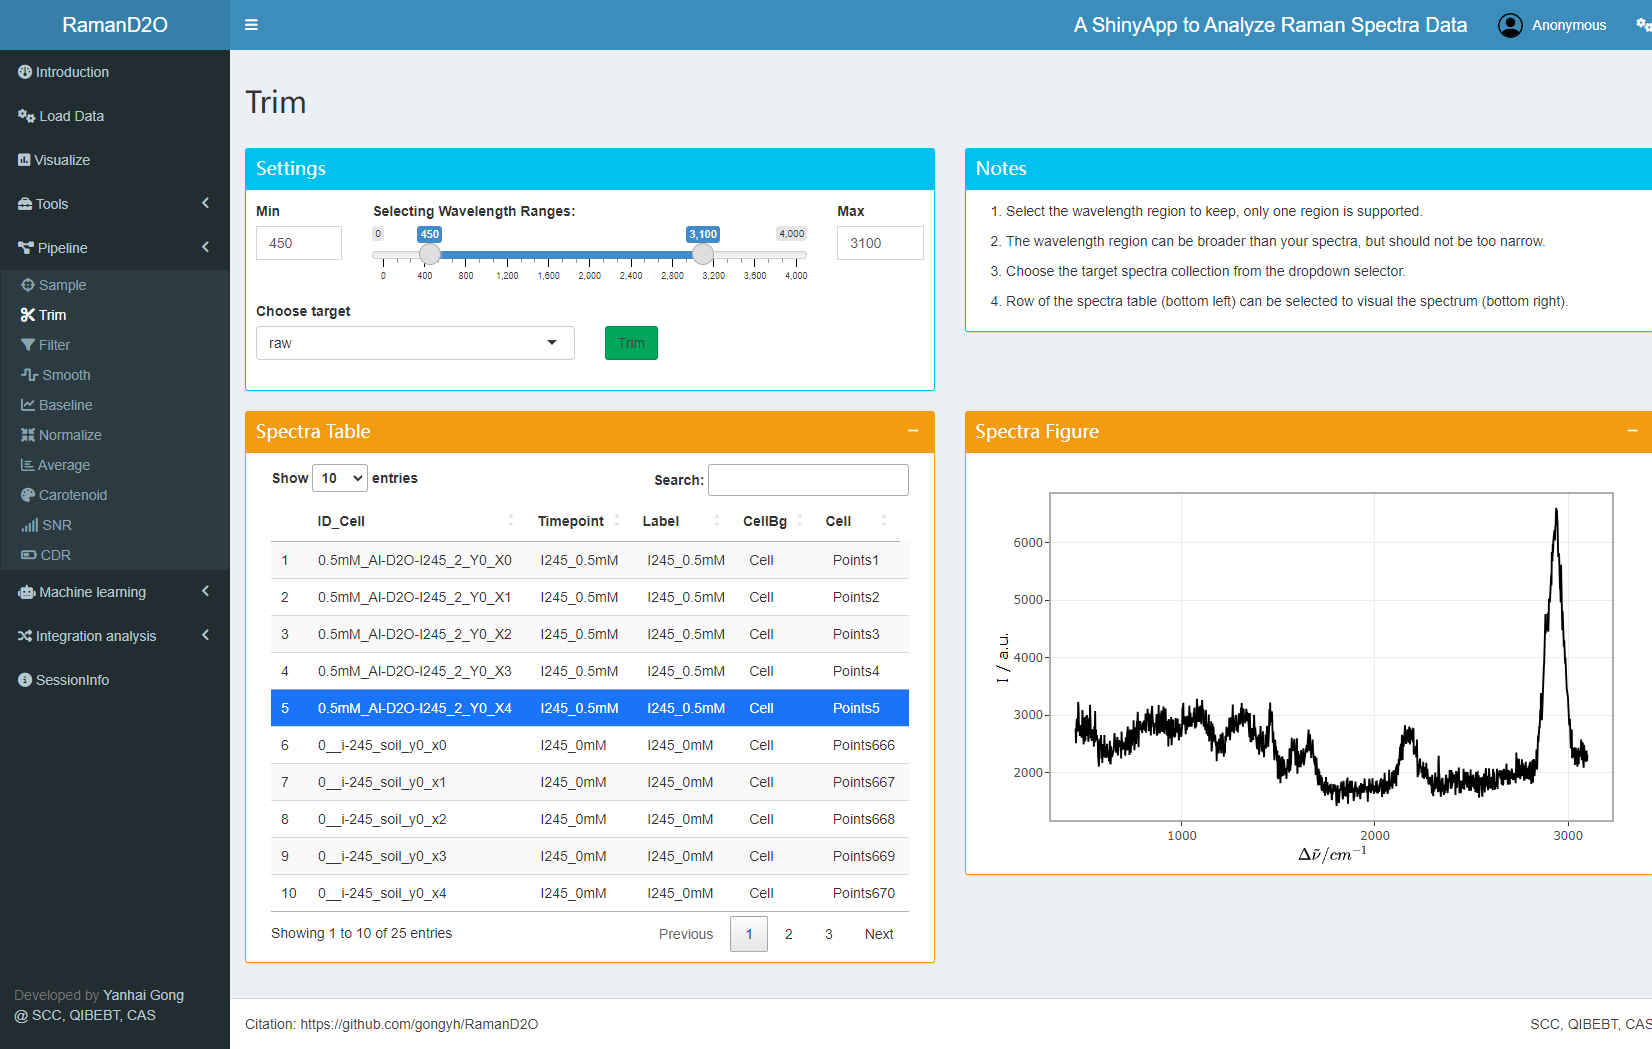 RamanD2O
A ShinyApp to Analyze Raman Spectra Data
Anonymous
Introduction
Load Data
Visualize
Tools
Pipeline
Sample
Trim
Filter
Smooth
Baseline
Normalize
Average
Carotenoid
SNR
CDR
Machine learning
Integration analysis
SessionInfo
Developed by Yanhai Gong
@ SCC, QIBEBT, CAS
Trim
Settings
Min
450
Selecting Wavelength Ranges:
0 450 3,100 4,000
0 400 800 1,200 1,600 2,000 2,400 2,800 3,200 3,600 4,000
Max
3100
Choose target
raw
Trim
Notes
1. Select the wavelength region to keep, only one region is supported.
2. The wavelength region can be broader than your spectra, but should not be too narrow.
3. Choose the target spectra collection from the dropdown selector.
4. Row of the spectra table (bottom left) can be selected to visual the spectrum (bottom right).
Spectra Table
Show 10 entries
Search:
ID_Cell Timepoint Label CellBg Cell
1 0.5mM_AI-D2O-I245_2_Y0_X0 I245_0.5mM I245_0.5mM Cell Points1
2 0.5mM_AI-D2O-I245_2_Y0_X1 I245_0.5mM I245_0.5mM Cell Points2
3 0.5mM_AI-D2O-I245_2_Y0_X2 I245_0.5mM I245_0.5mM Cell Points3
4 0.5mM_AI-D2O-I245_2_Y0_X3 I245_0.5mM I245_0.5mM Cell Points4
5 0.5mM_AI-D2O-I245_2_Y0_X4 I245_0.5mM I245_0.5mM Cell Points5
6 0__i-245_soil_y0_x0 I245_0mM I245_0mM Cell Points666
7 0__i-245_soil_y0_x1 I245_0mM I245_0mM Cell Points667
8 0__i-245_soil_y0_x2 I245_0mM I245_0mM Cell Points668
9 0__i-245_soil_y0_x3 I245_0mM I245_0mM Cell Points669
10 0__i-245_soil_y0_x4 I245_0mM I245_0mM Cell Points670
Showing 1 to 10 of 25 entries
Previous 1 2 3 Next
Spectra Figure
I / a.u.
6000
5000
4000
3000
2000
1000 2000 3000
Δν̃/cm⁻¹
Citation: https://github.com/gongyh/RamanD2O
SCC, QIBEBT, CAS